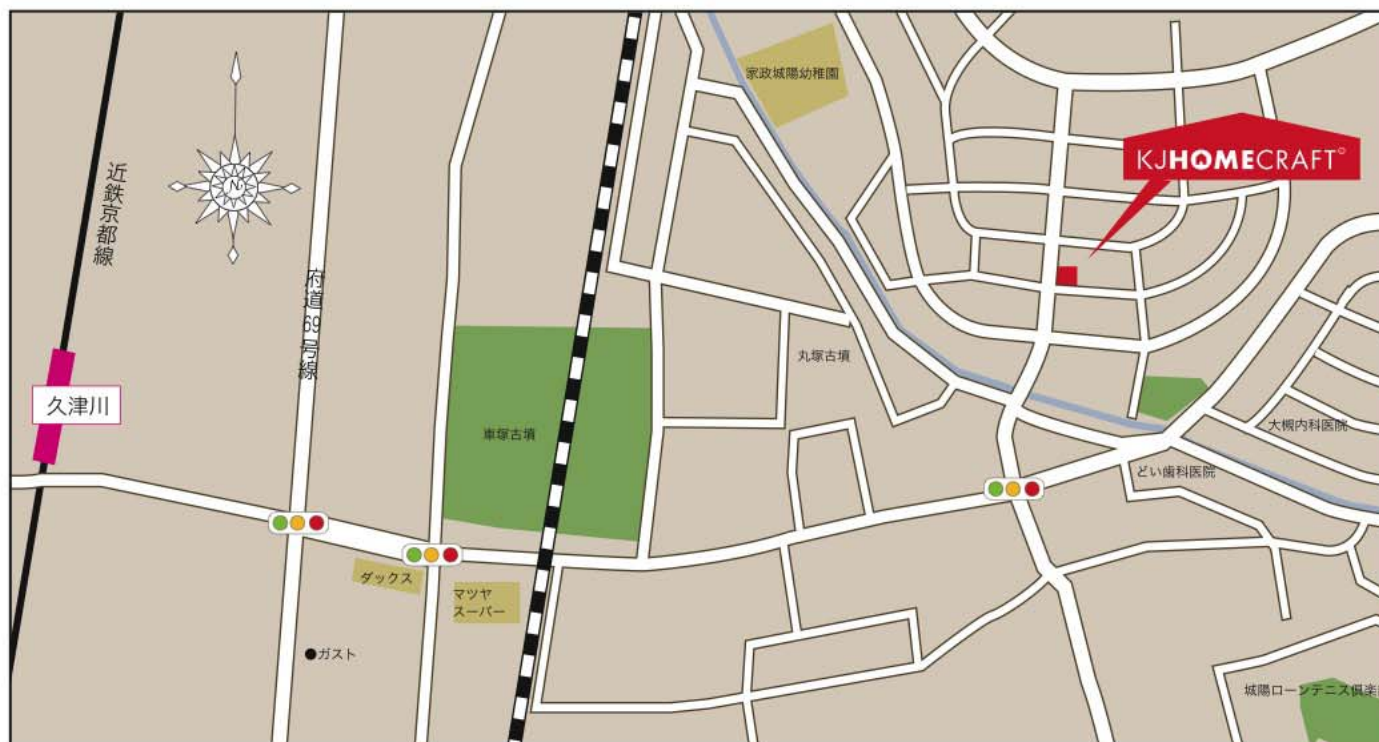 家政城陽幼稚園
KJHOMECRAFT©
近鉄京都線
N
府道69号線
丸塚古墳
久津川
車塚古墳
大槻内科医院
どい歯科医院
ダックス
マツヤ
スーパー
ガスト
城陽ローンテニス倶楽